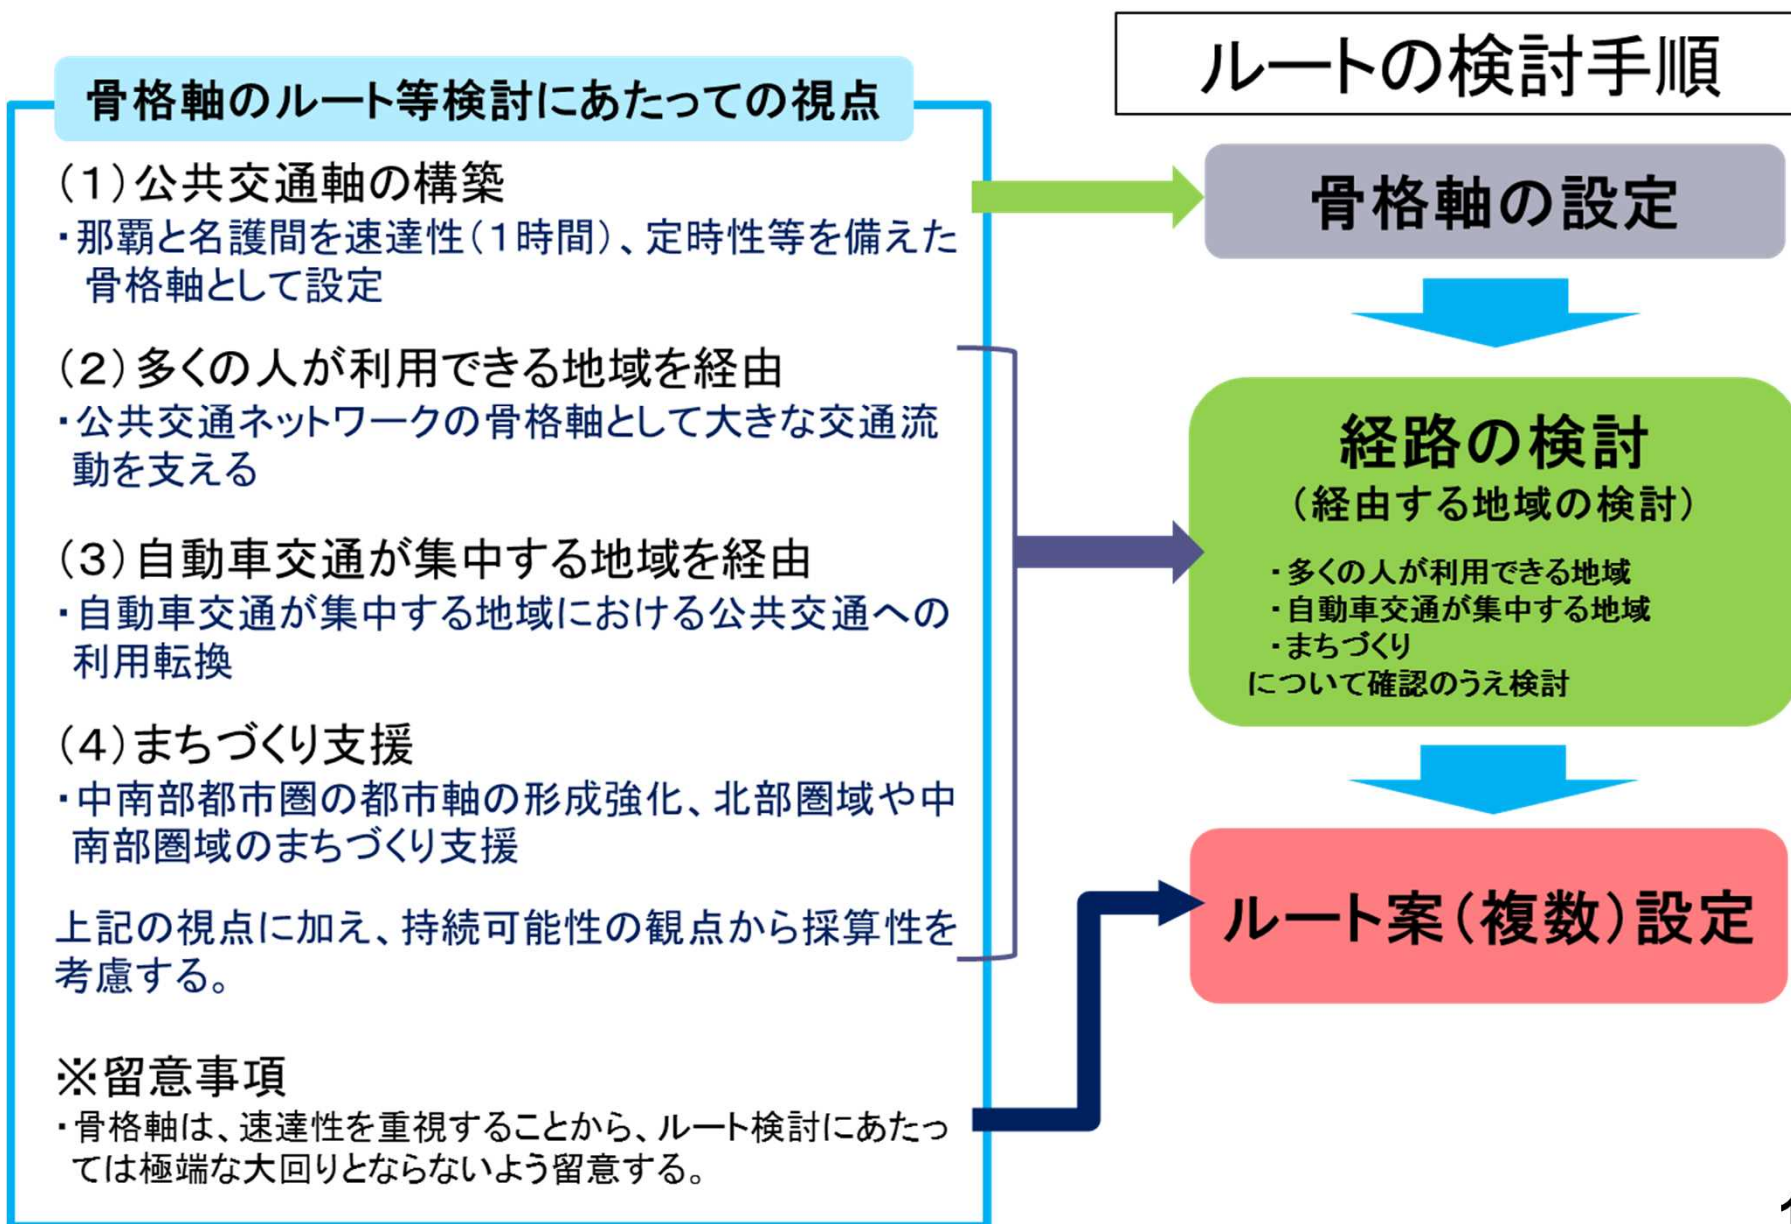 ルートの検討手順
骨格軸のルート等検討にあたっての視点
(1)公共交通軸の構築
・那覇と名護間を速達性(1時間)、定時性等を備えた
骨格軸として設定
(2)多くの人が利用できる地域を経由
・公共交通ネットワークの骨格軸として大きな交通流
動を支える
(3)自動車交通が集中する地域を経由
・自動車交通が集中する地域における公共交通への
利用転換
(4)まちづくり支援
・中南部都市圏の都市軸の形成強化、北部圏域や中
南部圏域のまちづくり支援
上記の視点に加え、持続可能性の観点から採算性を
考慮する。
※留意事項
・骨格軸は、速達性を重視することから、ルート検討にあたっ
ては極端な大回りとならないよう留意する。
骨格軸の設定
経路の検討
(経由する地域の検討)
・多くの人が利用できる地域
・自動車交通が集中する地域
・まちづくり
について確認のうえ検討
ルート案(複数)設定